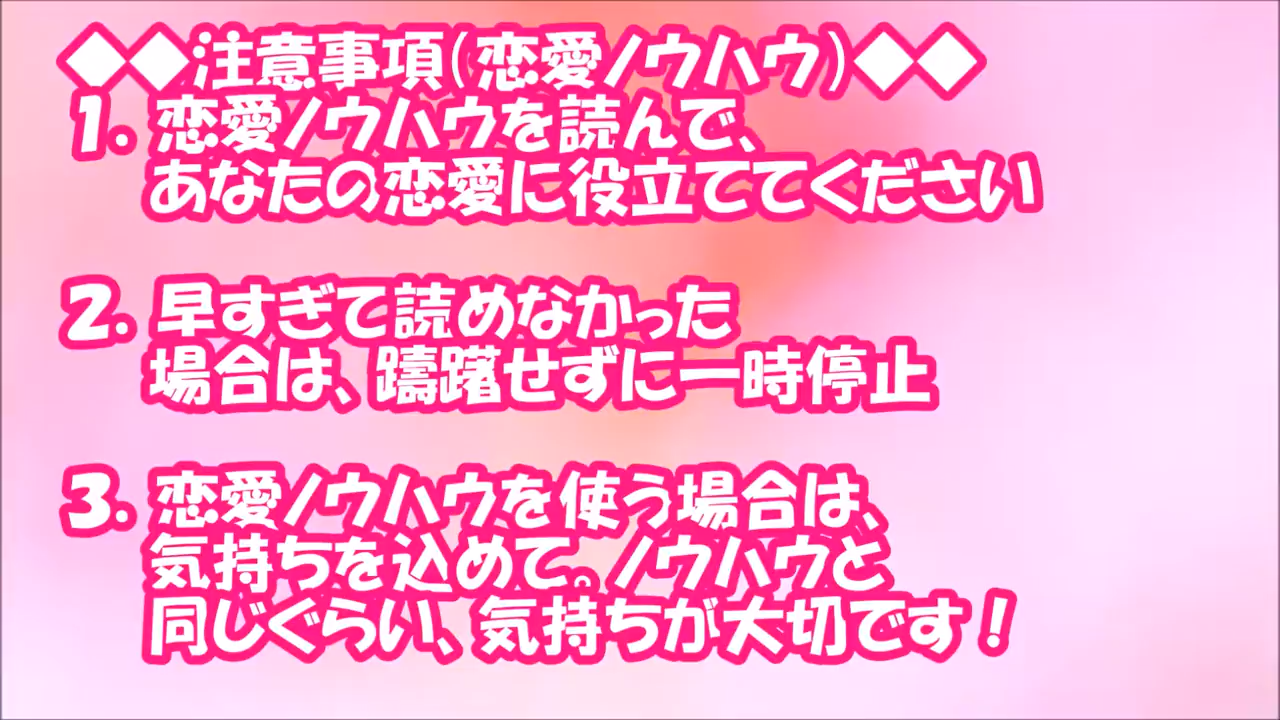 ◆◆注意事項(恋愛ノウハウ)◆◆
1. 恋愛ノウハウを読んで、
あなたの恋愛に役立ててください
2. 早すぎて読めなかった
場合は、躊躇せずに一時停止
3. 恋愛ノウハウを使う場合は、
気持ちを込めて。ノウハウと
同じぐらい、気持ちが大切です！